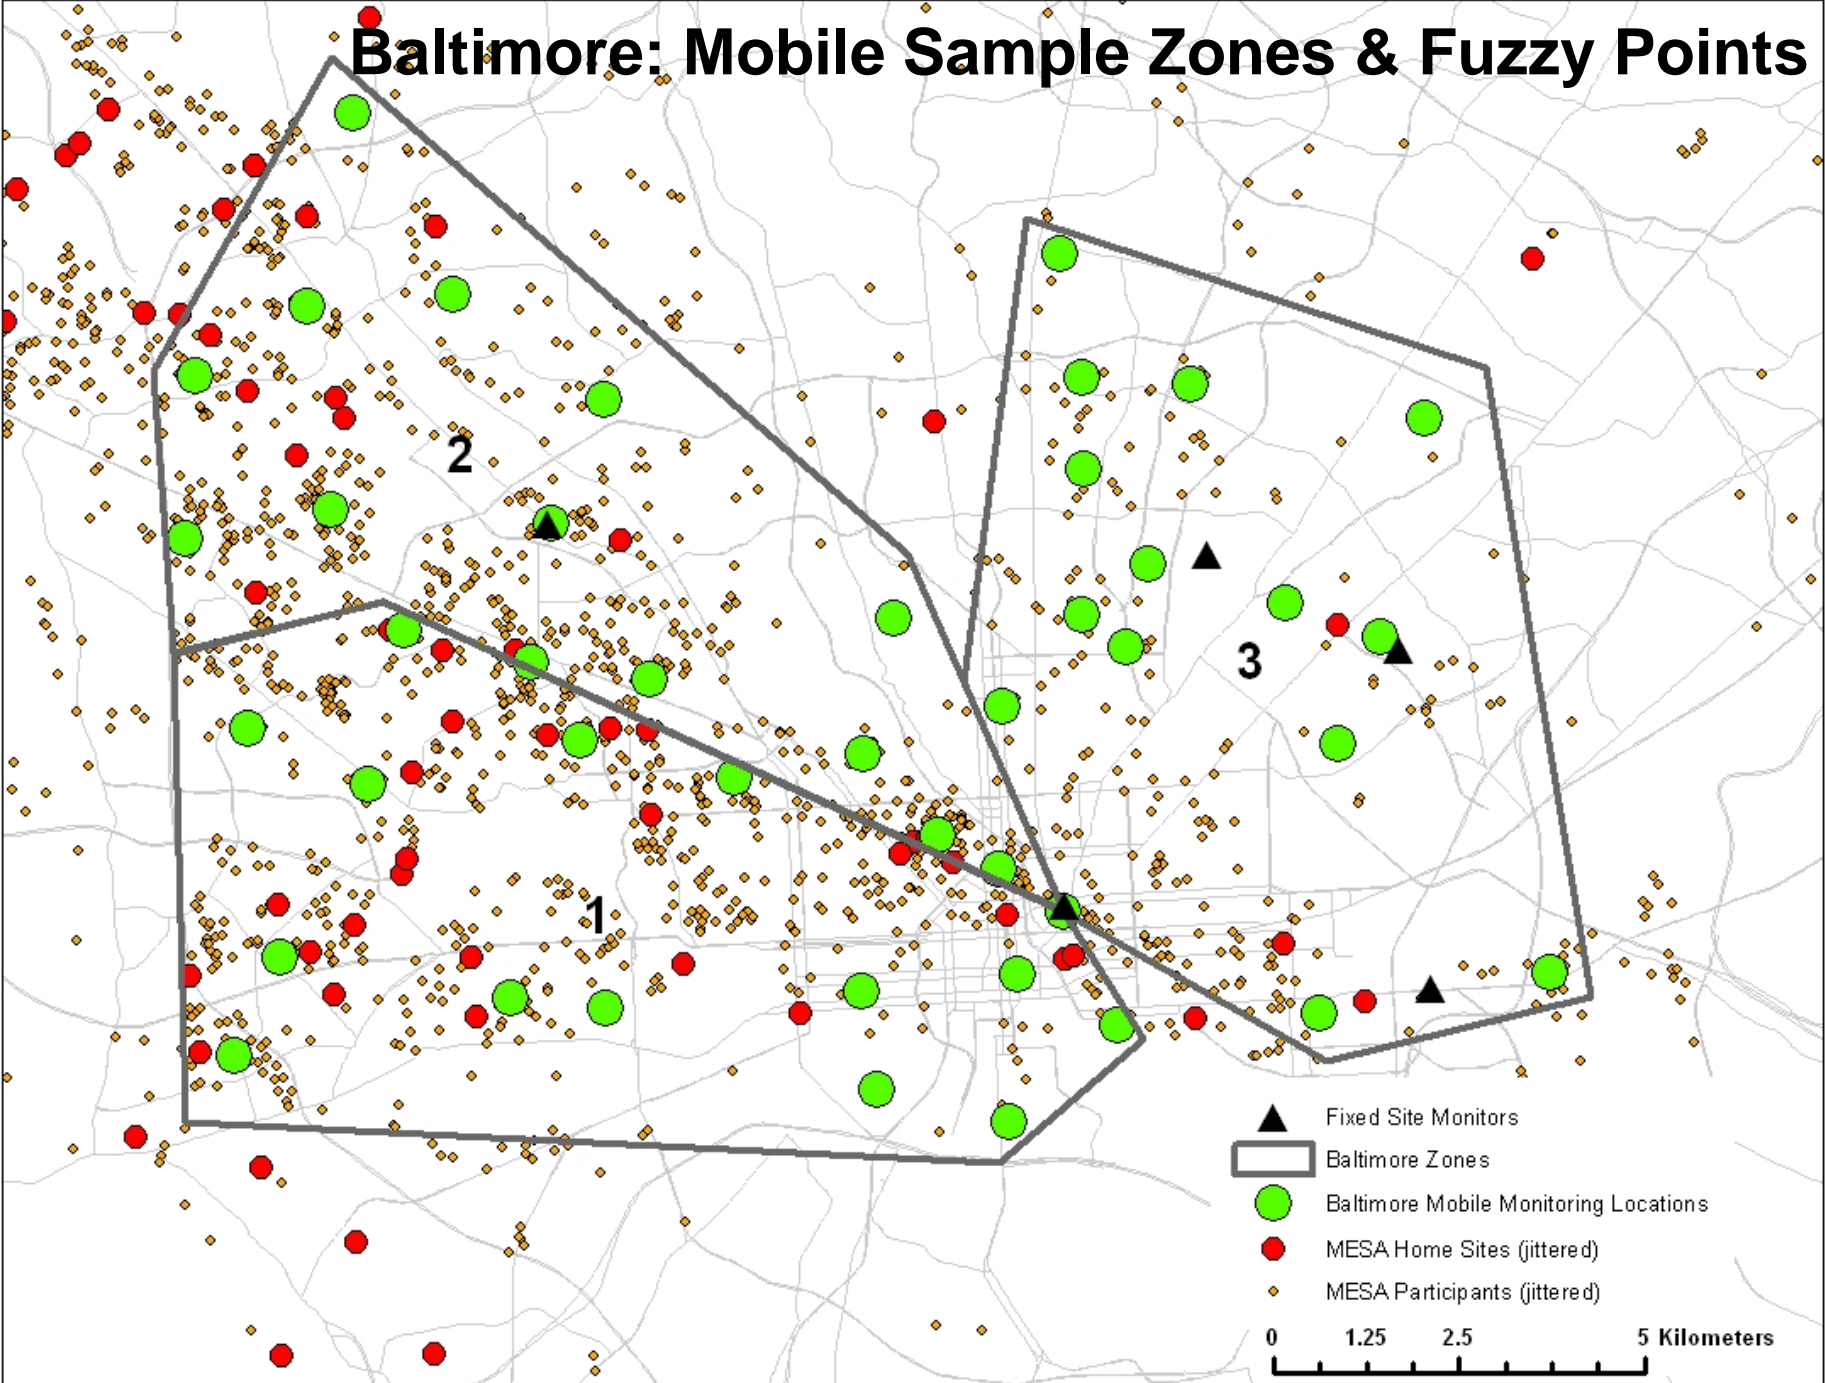 Baltimore: Mobile Sample Zones & Fuzzy Points
2
3
1
Fixed Site Monitors
Baltimore Zones
Baltimore Mobile Monitoring Locations
MESA Home Sites (jittered)
MESA Participants (jittered)
0 1.25 2.5 5 Kilometers